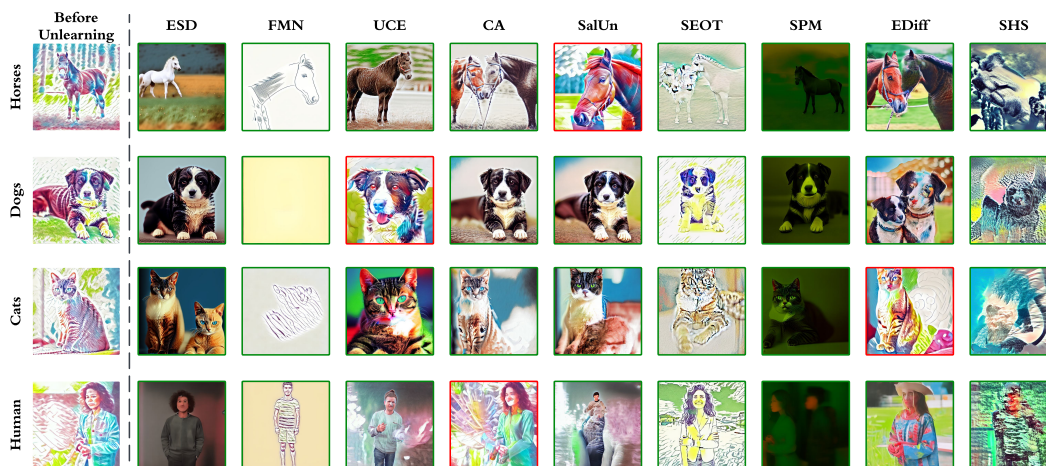 Before
Unlearning
ESD
FMN
UCE
CA
SalUn
SEOT
SPM
EDiff
SHS
Horses
Dogs
Cats
Human